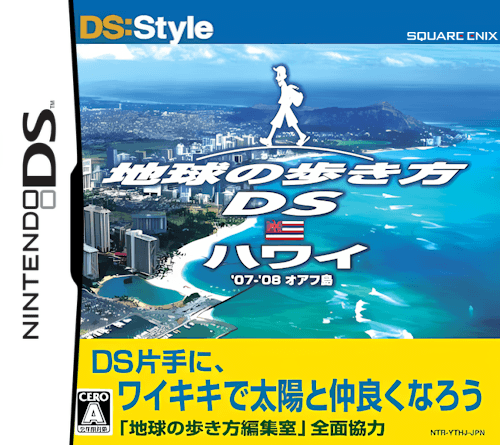 DS:Style
SQUARE ENIX
NINTENDO DS™
地球の歩き方
DS
ハワイ
'07-'08 オアフ島
DS片手に、
ワイキキで太陽と仲良くなろう
「地球の歩き方編集室」全面協力
CERO
A
NTR-YTHJ-JPN